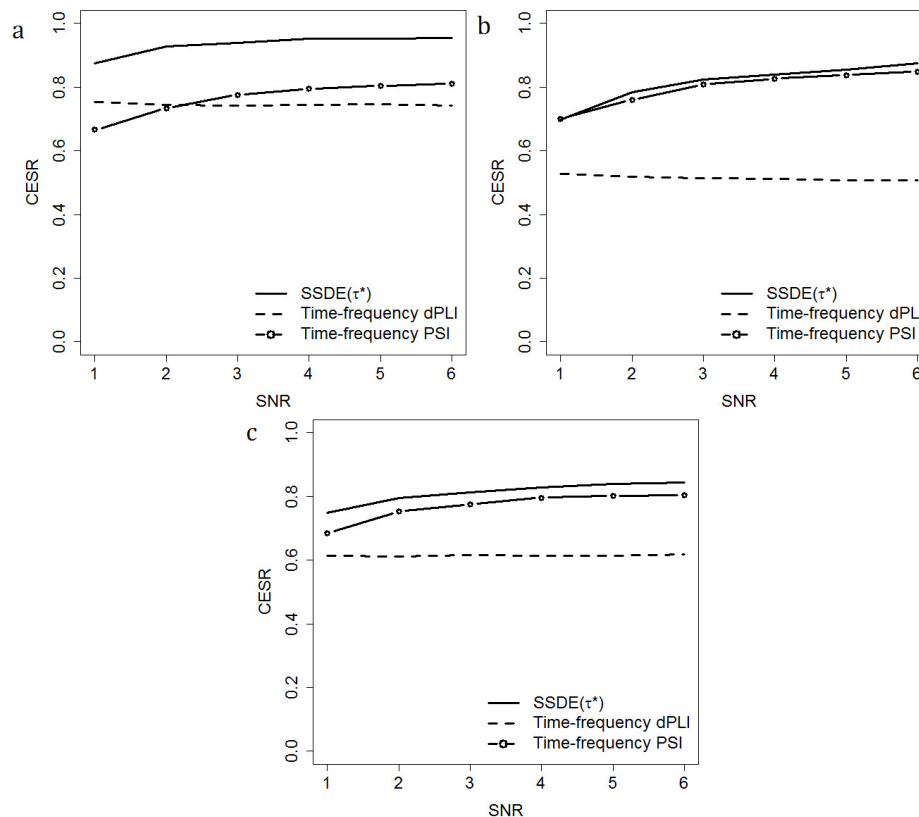 a
1.0
0.8
0.6
0.4
0.2
0.0
CESR
SSDE(τ*)
Time-frequency dPLI
Time-frequency PSI
1 2 3 4 5 6
SNR
b
1.0
0.8
0.6
0.4
0.2
0.0
CESR
SSDE(τ*)
Time-frequency dPLI
Time-frequency PSI
1 2 3 4 5 6
SNR
c
1.0
0.8
0.6
0.4
0.2
0.0
CESR
SSDE(τ*)
Time-frequency dPLI
Time-frequency PSI
1 2 3 4 5 6
SNR